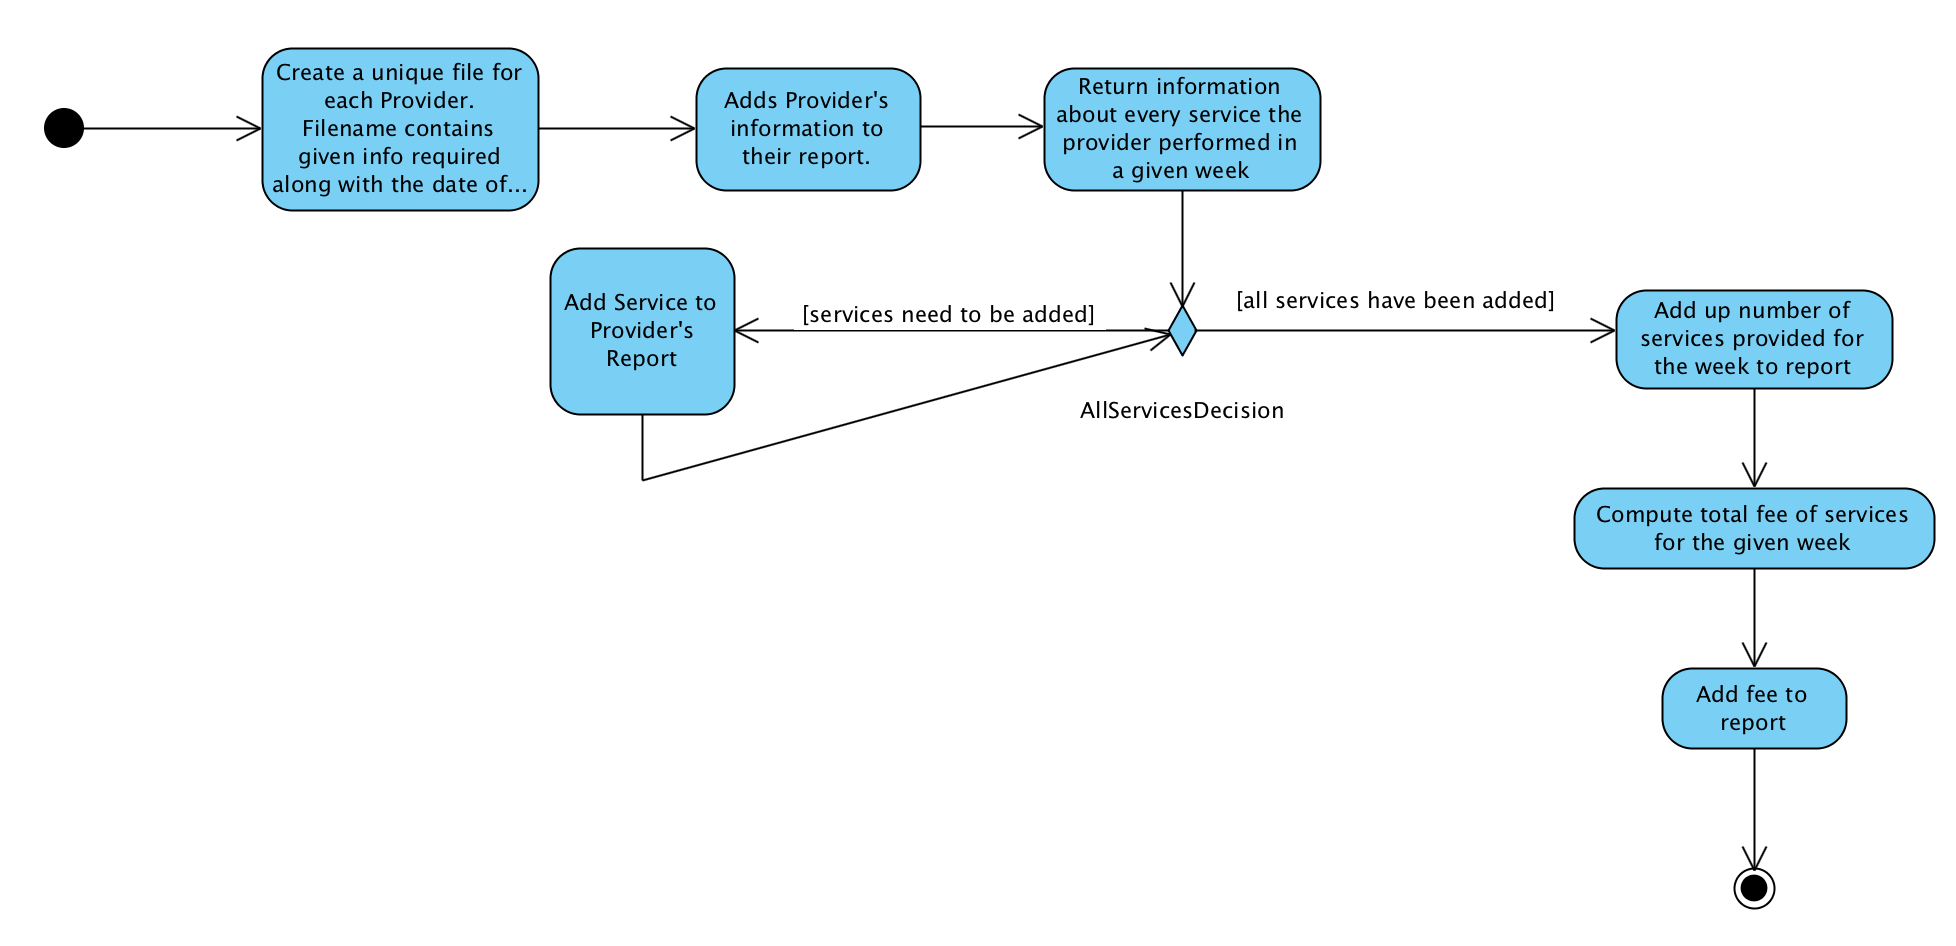 Create a unique file for
each Provider.
Filename contains
given info required
along with the date of...
Adds Provider's
information to
their report.
Return information
about every service the
provider performed in
a given week
Add Service to
Provider's
Report
[services need to be added]
[all services have been added]
AllServicesDecision
Add up number of
services provided for
the week to report
Compute total fee of services
for the given week
Add fee to
report